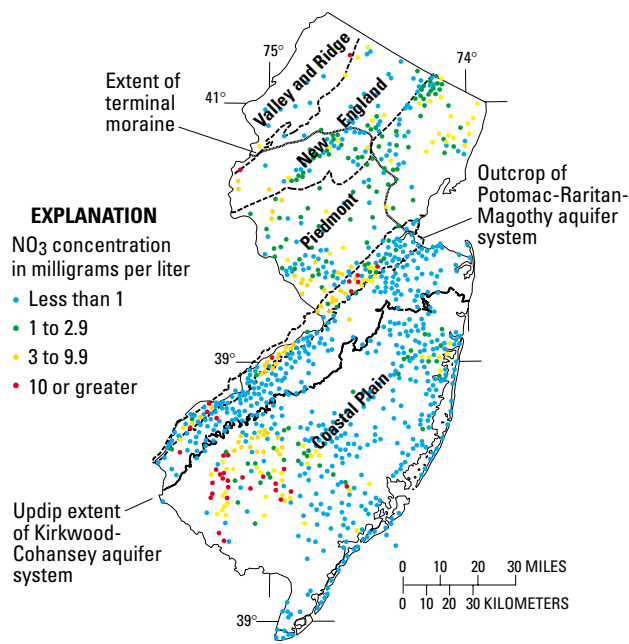 75°
74°
Extent of
terminal
moraine
41°
Valley and Ridge
New England
Piedmont
Outcrop of
Potomac-Raritan-
Magothy aquifer
system
EXPLANATION
NO3 concentration
in milligrams per liter
Less than 1
1 to 2.9
3 to 9.9
10 or greater
39°
Coastal Plain
Updip extent
of Kirkwood-
Cohansey aquifer
system
39°
0 10 20 30 MILES
0 10 20 30 KILOMETERS